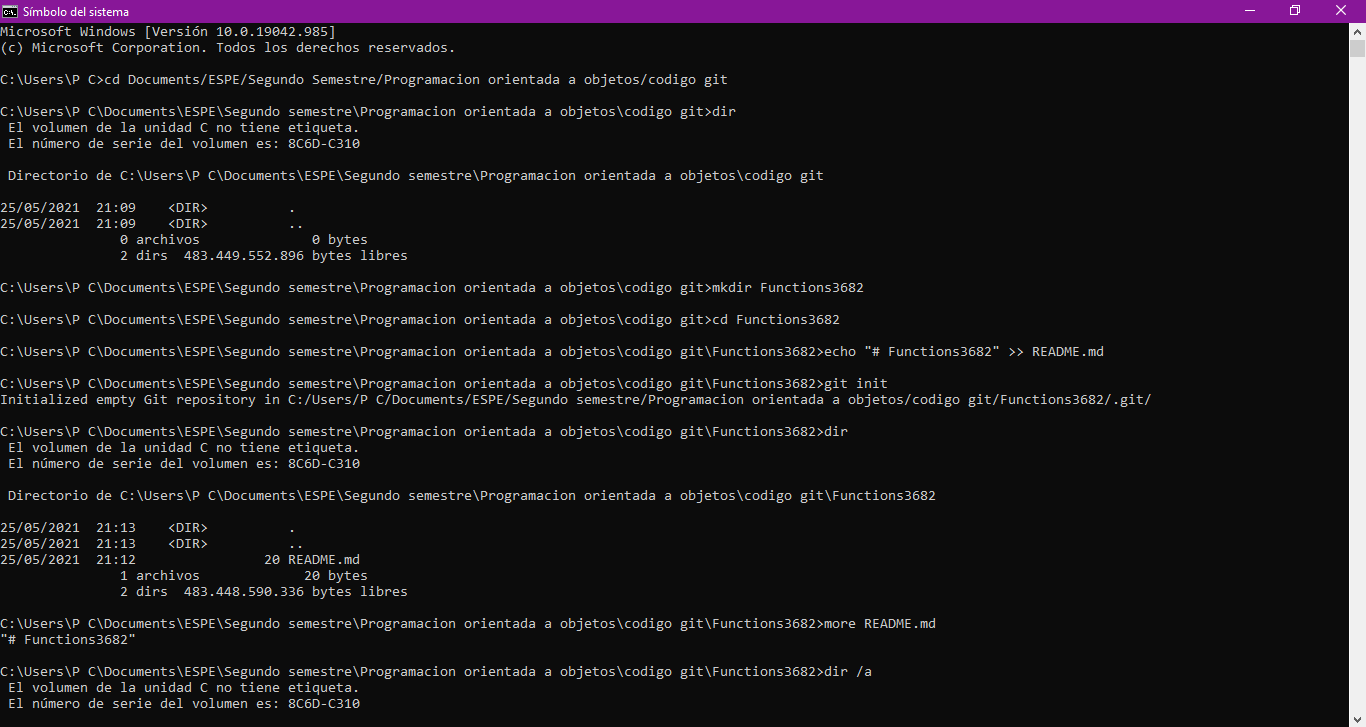 Símbolo del sistema
Microsoft Windows [Versión 10.0.19042.985]
(c) Microsoft Corporation. Todos los derechos reservados.
C:\Users\P C>cd Documents/ESPE/Segundo Semestre/Programacion orientada a objetos/codigo git
C:\Users\P C\Documents\ESPE\Segundo semestre\Programacion orientada a objetos\codigo git>dir
 El volumen de la unidad C no tiene etiqueta.
 El número de serie del volumen es: 8C6D-C310
 Directorio de C:\Users\P C\Documents\ESPE\Segundo semestre\Programacion orientada a objetos\codigo git
25/05/2021  21:09    <DIR>          .
25/05/2021  21:09    <DIR>          ..
               0 archivos              0 bytes
               2 dirs  483.449.552.896 bytes libres
C:\Users\P C\Documents\ESPE\Segundo semestre\Programacion orientada a objetos\codigo git>mkdir Functions3682
C:\Users\P C\Documents\ESPE\Segundo semestre\Programacion orientada a objetos\codigo git>cd Functions3682
C:\Users\P C\Documents\ESPE\Segundo semestre\Programacion orientada a objetos\codigo git\Functions3682>echo "# Functions3682" >> README.md
C:\Users\P C\Documents\ESPE\Segundo semestre\Programacion orientada a objetos\codigo git\Functions3682>git init
Initialized empty Git repository in C:/Users/P C/Documents/ESPE/Segundo semestre/Programacion orientada a objetos/codigo git/Functions3682/.git/
C:\Users\P C\Documents\ESPE\Segundo semestre\Programacion orientada a objetos\codigo git\Functions3682>dir
 El volumen de la unidad C no tiene etiqueta.
 El número de serie del volumen es: 8C6D-C310
 Directorio de C:\Users\P C\Documents\ESPE\Segundo semestre\Programacion orientada a objetos\codigo git\Functions3682
25/05/2021  21:13    <DIR>          .
25/05/2021  21:13    <DIR>          ..
25/05/2021  21:12                20 README.md
               1 archivos             20 bytes
               2 dirs  483.448.590.336 bytes libres
C:\Users\P C\Documents\ESPE\Segundo semestre\Programacion orientada a objetos\codigo git\Functions3682>more README.md
"# Functions3682"
C:\Users\P C\Documents\ESPE\Segundo semestre\Programacion orientada a objetos\codigo git\Functions3682>dir /a
 El volumen de la unidad C no tiene etiqueta.
 El número de serie del volumen es: 8C6D-C310